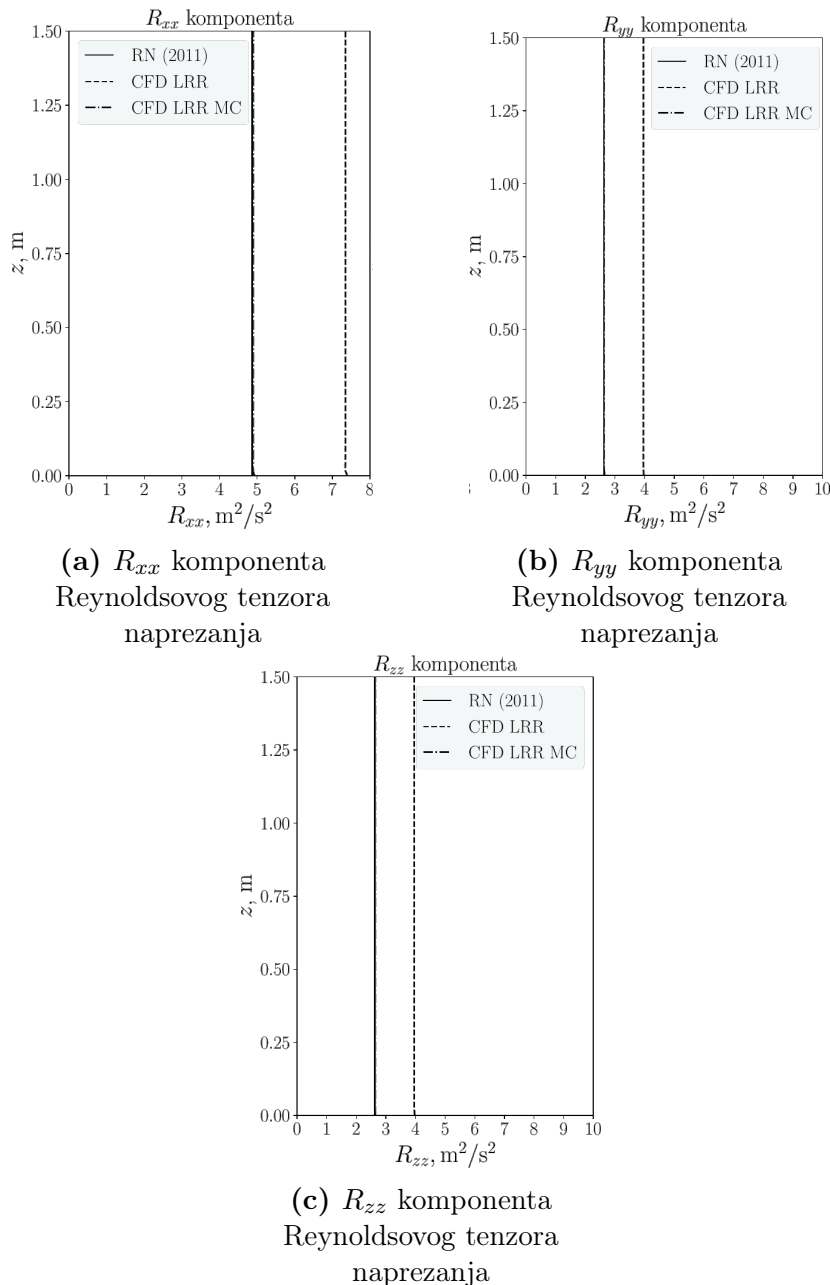 R_xx komponenta
1.50
1.25
1.00
0.75
0.50
0.25
0.00
z, m
RN (2011)
CFD LRR
CFD LRR MC
0 1 2 3 4 5 6 7 8
R_xx, m²/s²
(a) R_xx komponenta
Reynoldsovog tenzora
naprezanja
R_yy komponenta
1.50
1.25
1.00
0.75
0.50
0.25
0.00
z, m
RN (2011)
CFD LRR
CFD LRR MC
0 1 2 3 4 5 6 7 8 9 10
R_yy, m²/s²
(b) R_yy komponenta
Reynoldsovog tenzora
naprezanja
R_zz komponenta
1.50
1.25
1.00
0.75
0.50
0.25
0.00
z, m
RN (2011)
CFD LRR
CFD LRR MC
0 1 2 3 4 5 6 7 8 9 10
R_zz, m²/s²
(c) R_zz komponenta
Reynoldsovog tenzora
naprezanja